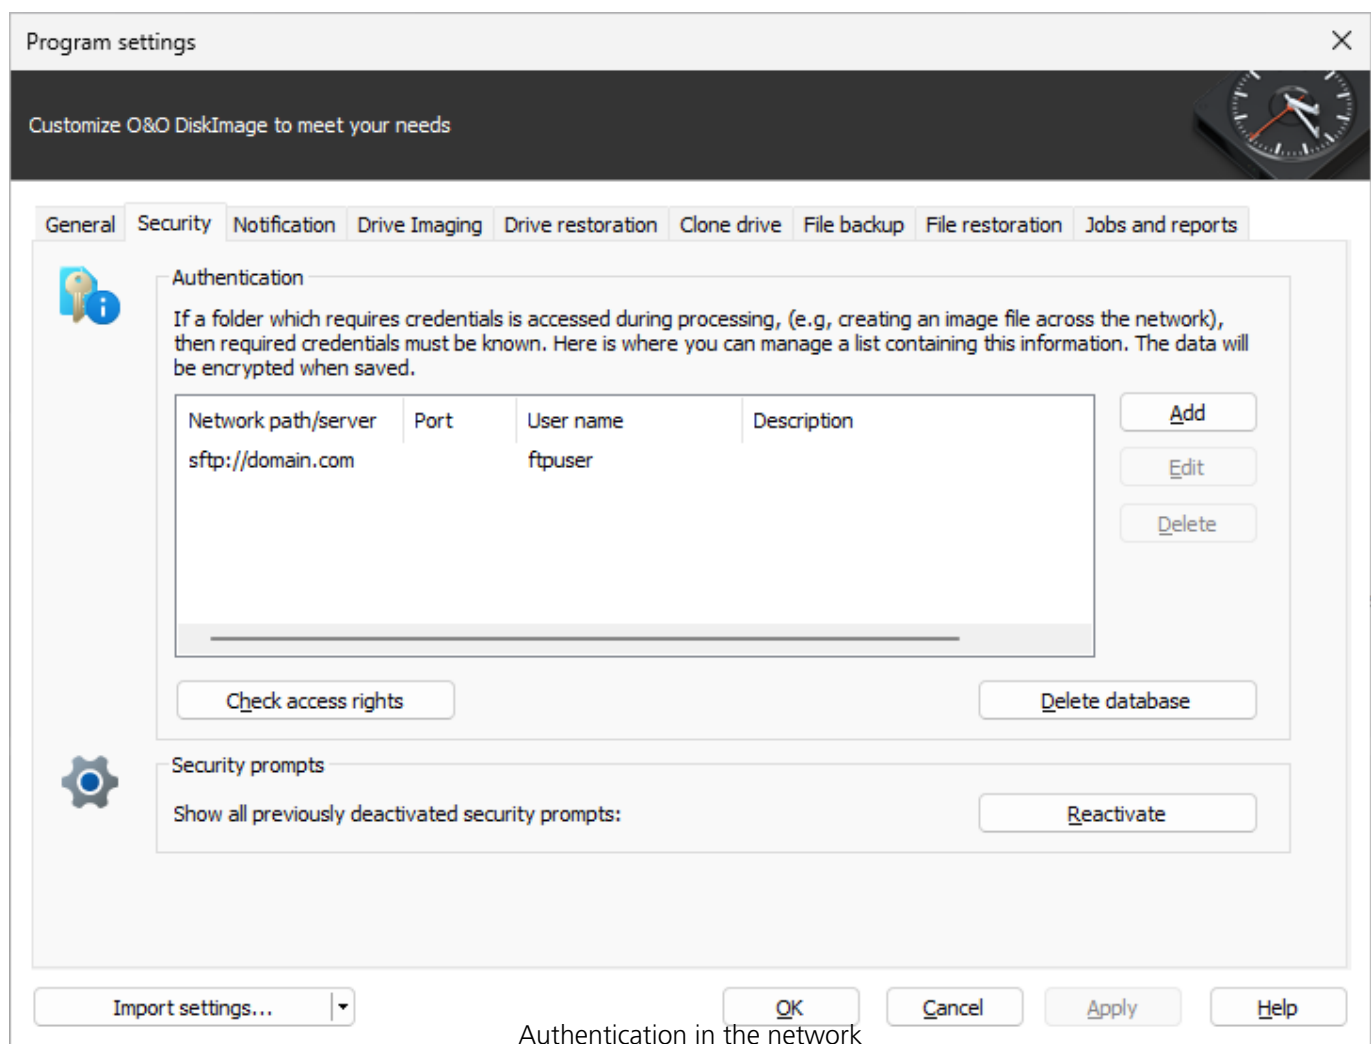 Program settings
Customize O&O DiskImage to meet your needs
General Security Notification Drive Imaging Drive restoration Clone drive File backup File restoration Jobs and reports
Authentication
If a folder which requires credentials is accessed during processing, (e.g, creating an image file across the network),
then required credentials must be known. Here is where you can manage a list containing this information. The data will
be encrypted when saved.
Network path/server Port User name Description
sftp://domain.com ftpuser
Add
Edit
Delete
Check access rights Delete database
Security prompts
Show all previously deactivated security prompts: Reactivate
Import settings... OK Cancel Apply Help
Authentication in the network